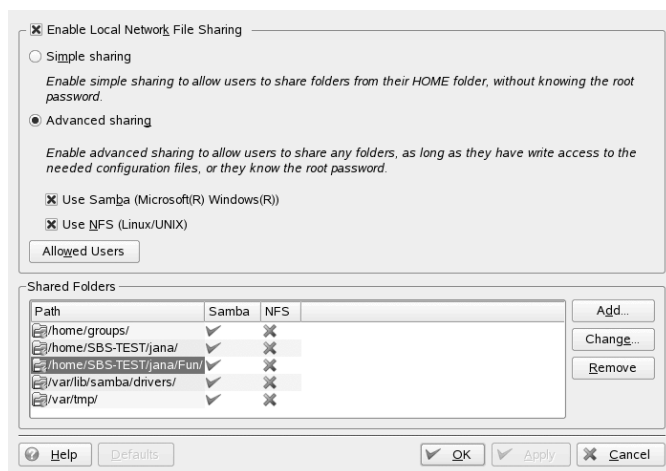 Enable Local Network File Sharing
Simple sharing
Enable simple sharing to allow users to share folders from their HOME folder, without knowing the root
password.
Advanced sharing
Enable advanced sharing to allow users to share any folders, as long as they have write access to the
needed configuration files, or they know the root password.
Use Samba (Microsoft(R) Windows(R))
Use NFS (Linux/UNIX)
Allowed Users
Shared Folders
Path Samba NFS
/home/groups/
/home/SBS-TEST/jana/
/home/SBS-TEST/jana/Fun/
/var/lib/samba/drivers/
/var/tmp/
Add...
Change...
Remove
Help Defaults OK Apply Cancel